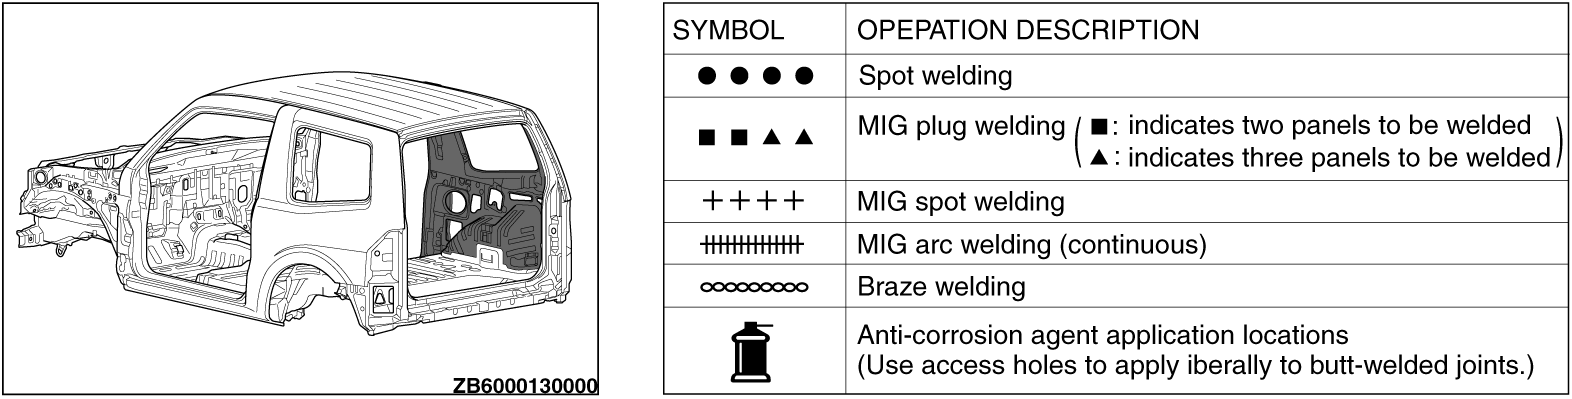 ZB6000130000
SYMBOL OPEPATION DESCRIPTION
Spot welding
MIG plug welding ( ■: indicates two panels to be welded
▲: indicates three panels to be welded )
MIG spot welding
MIG arc welding (continuous)
Braze welding
Anti-corrosion agent application locations
(Use access holes to apply iberally to butt-welded joints.)